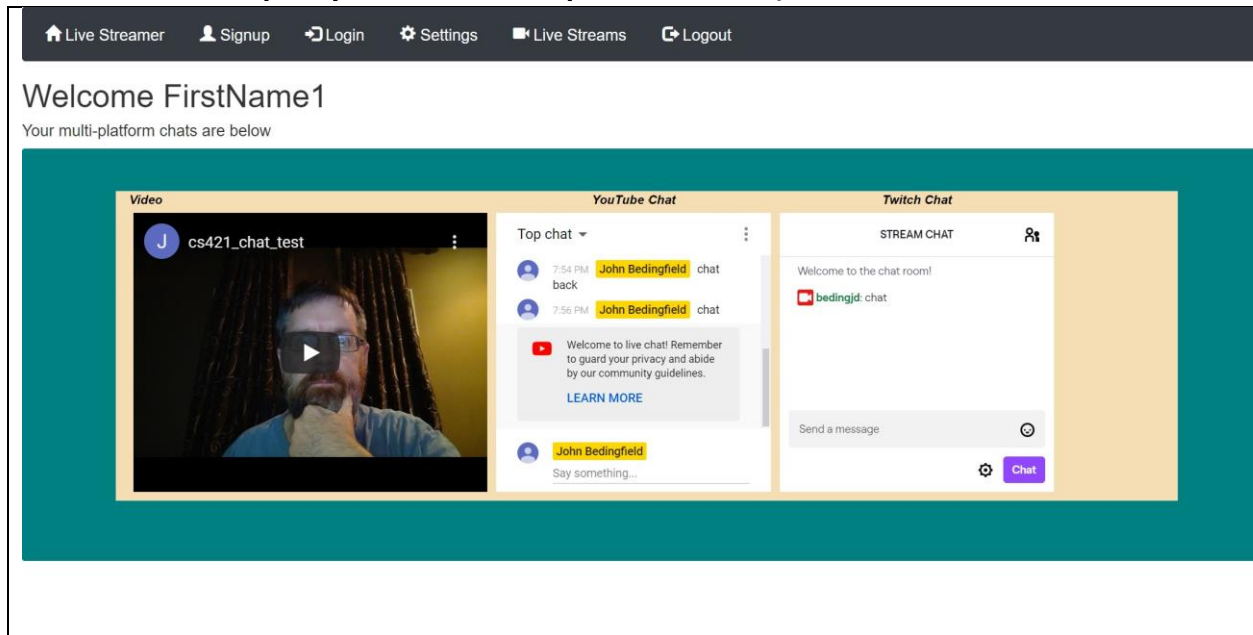 Live Streamer Signup Login Settings Live Streams Logout
Welcome FirstName1
Your multi-platform chats are below
Video
YouTube Chat
Twitch Chat
J cs421_chat_test
Top chat
7:54 PM John Bedingfield chat
back
7:56 PM John Bedingfield chat
Welcome to live chat! Remember
to guard your privacy and abide
by our community guidelines.
LEARN MORE
John Bedingfield
Say something...
STREAM CHAT
Welcome to the chat room!
bedingjd: chat
Send a message
Chat